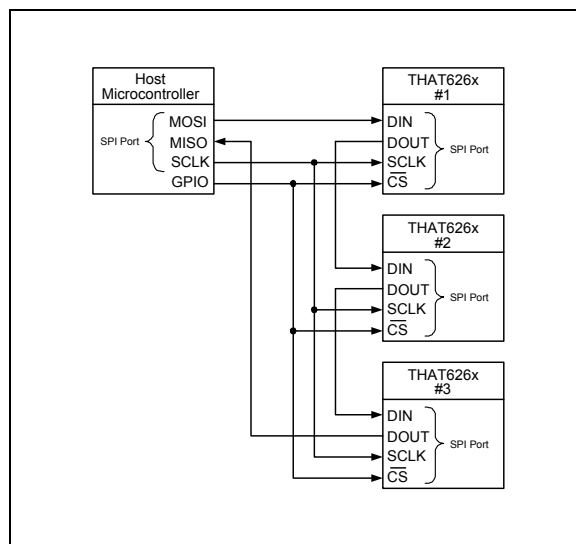 Host
Microcontroller
SPI Port
MOSI
MISO
SCLK
GPIO
THAT626x
#1
DIN
DOUT
SCLK
CS
SPI Port
THAT626x
#2
DIN
DOUT
SCLK
CS
SPI Port
THAT626x
#3
DIN
DOUT
SCLK
CS
SPI Port